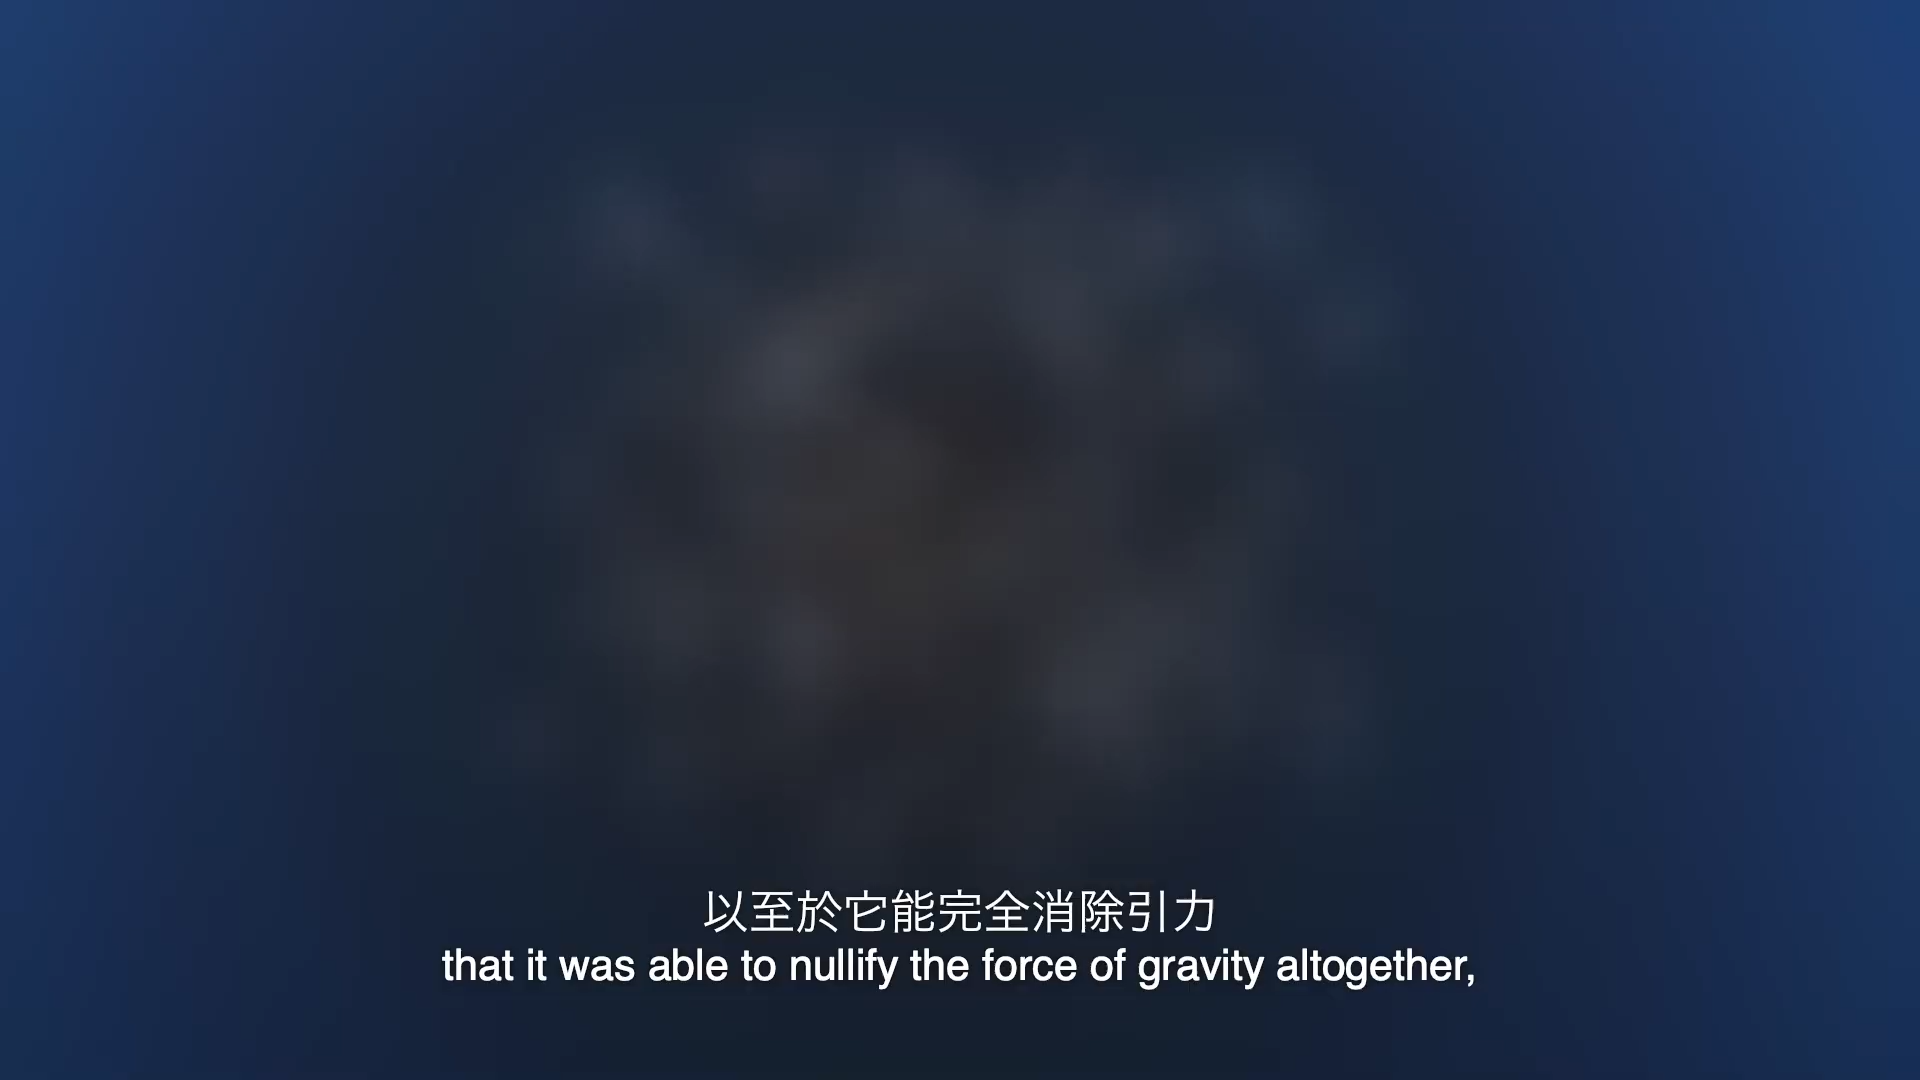 以至於它能完全消除引力
that it was able to nullify the force of gravity altogether,